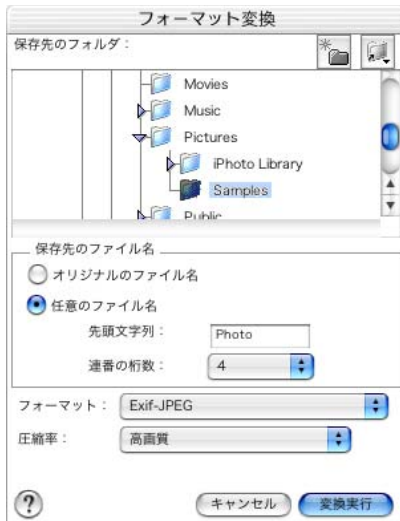 フォーマット変換
保存先のフォルダ：
Movies
Music
Pictures
iPhoto Library
Samples
Public
保存先のファイル名
オリジナルのファイル名
任意のファイル名
先頭文字列： Photo
連番の桁数： 4
フォーマット： Exif-JPEG
圧縮率： 高画質
? キャンセル 変換実行